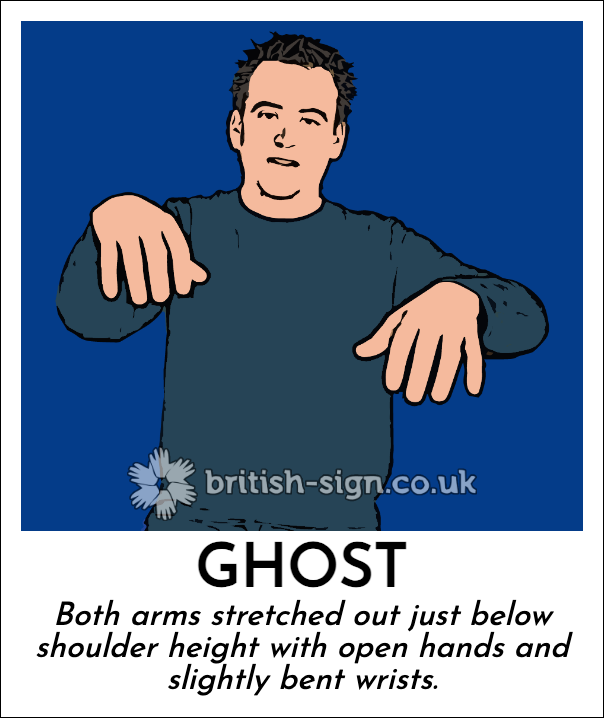 british-sign.co.uk
GHOST
Both arms stretched out just below
shoulder height with open hands and
slightly bent wrists.